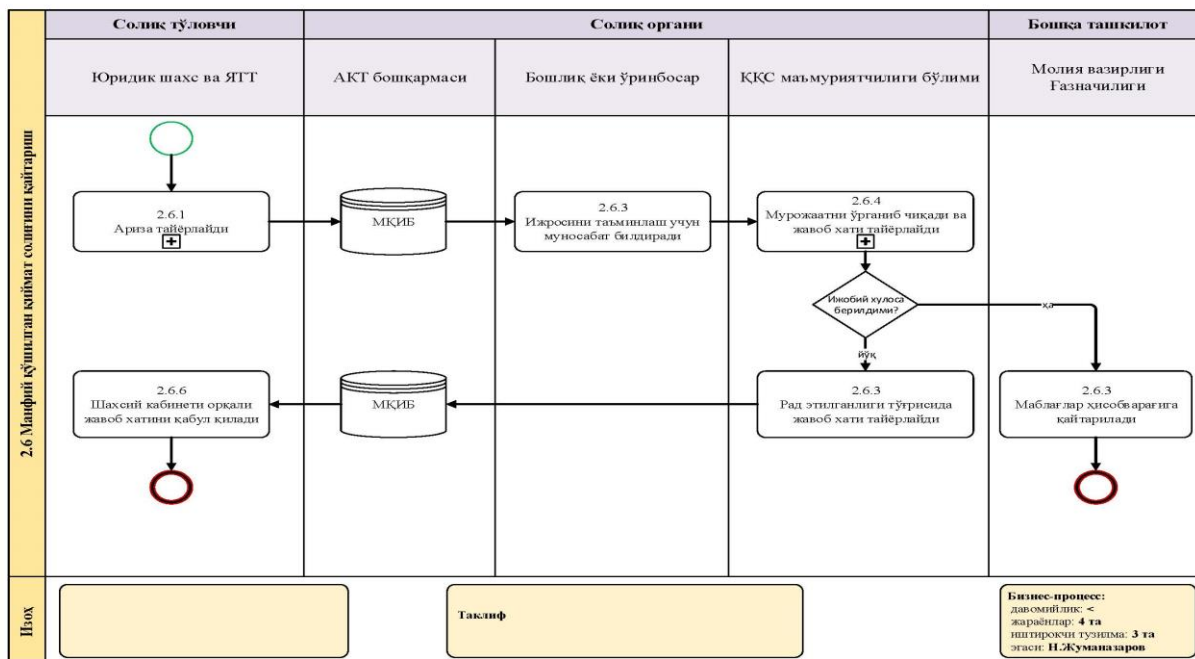 Солиқ тўловчи
Солиқ органи
Бошқа ташкилот
Юридик шахс ва ЯТТ
АКТ бошқармаси
Бошлиқ ёки ўринбосар
ҚҚС маъмуриятчилиги бўлими
Молия вазирлиги
Ғазначилиги
2.6 Манфий қўшилган қиймат солиғини қайтариш
2.6.1
Ариза тайёрлайди
МҚИБ
2.6.3
Ижросини таъминлаш учун
муносабат билдиради
2.6.4
Мурожаатни ўрганиб чиқади ва
жавоб хати тайёрлайди
Ижобий хулоса
берилдими?
ҳа
йўқ
2.6.6
Шахсий кабинети орқали
жавоб хатини қабул қилади
МҚИБ
2.6.3
Рад этилганлиги тўғрисида
жавоб хати тайёрлайди
2.6.3
Маблағлар ҳисобварағига
қайтарилади
Изоҳ
Таклиф
Бизнес-процесс:
давомийлик: <
жараёнлар: 4 та
иштирокчи тузилма: 3 та
эгаси: Н.Жуманазаров